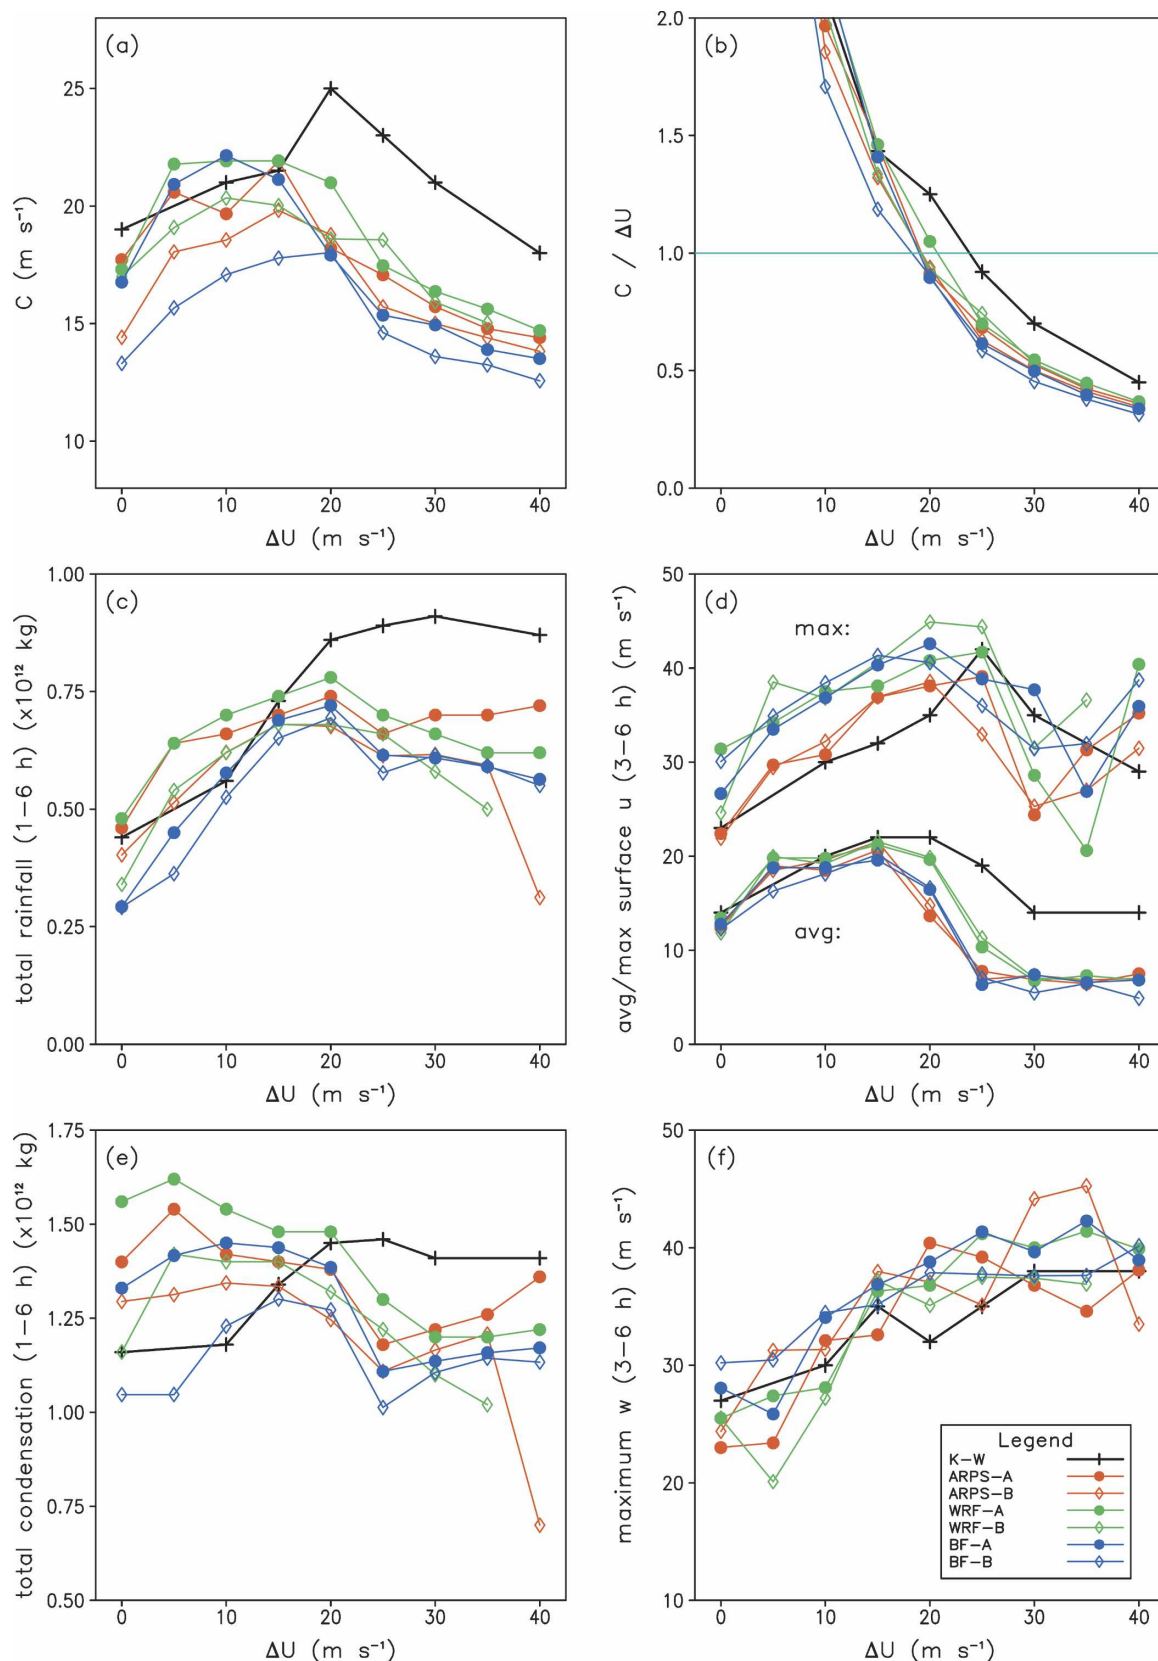 (a)
25
20
15
10
C (m s⁻¹)
0 10 20 30 40
ΔU (m s⁻¹)
(b)
2.0
1.5
1.0
0.5
0.0
C / ΔU
0 10 20 30 40
ΔU (m s⁻¹)
(c)
1.00
0.75
0.50
0.25
0.00
total rainfall (1–6 h) (x10¹² kg)
0 10 20 30 40
ΔU (m s⁻¹)
(d)
50
40
30
20
10
0
avg/max surface u (3–6 h) (m s⁻¹)
max:
avg:
0 10 20 30 40
ΔU (m s⁻¹)
(e)
1.75
1.50
1.25
1.00
0.75
0.50
total condensation (1–6 h) (x10¹² kg)
0 10 20 30 40
ΔU (m s⁻¹)
(f)
50
40
30
20
10
maximum w (3–6 h) (m s⁻¹)
Legend
K–W
ARPS–A
ARPS–B
WRF–A
WRF–B
BF–A
BF–B
0 10 20 30 40
ΔU (m s⁻¹)